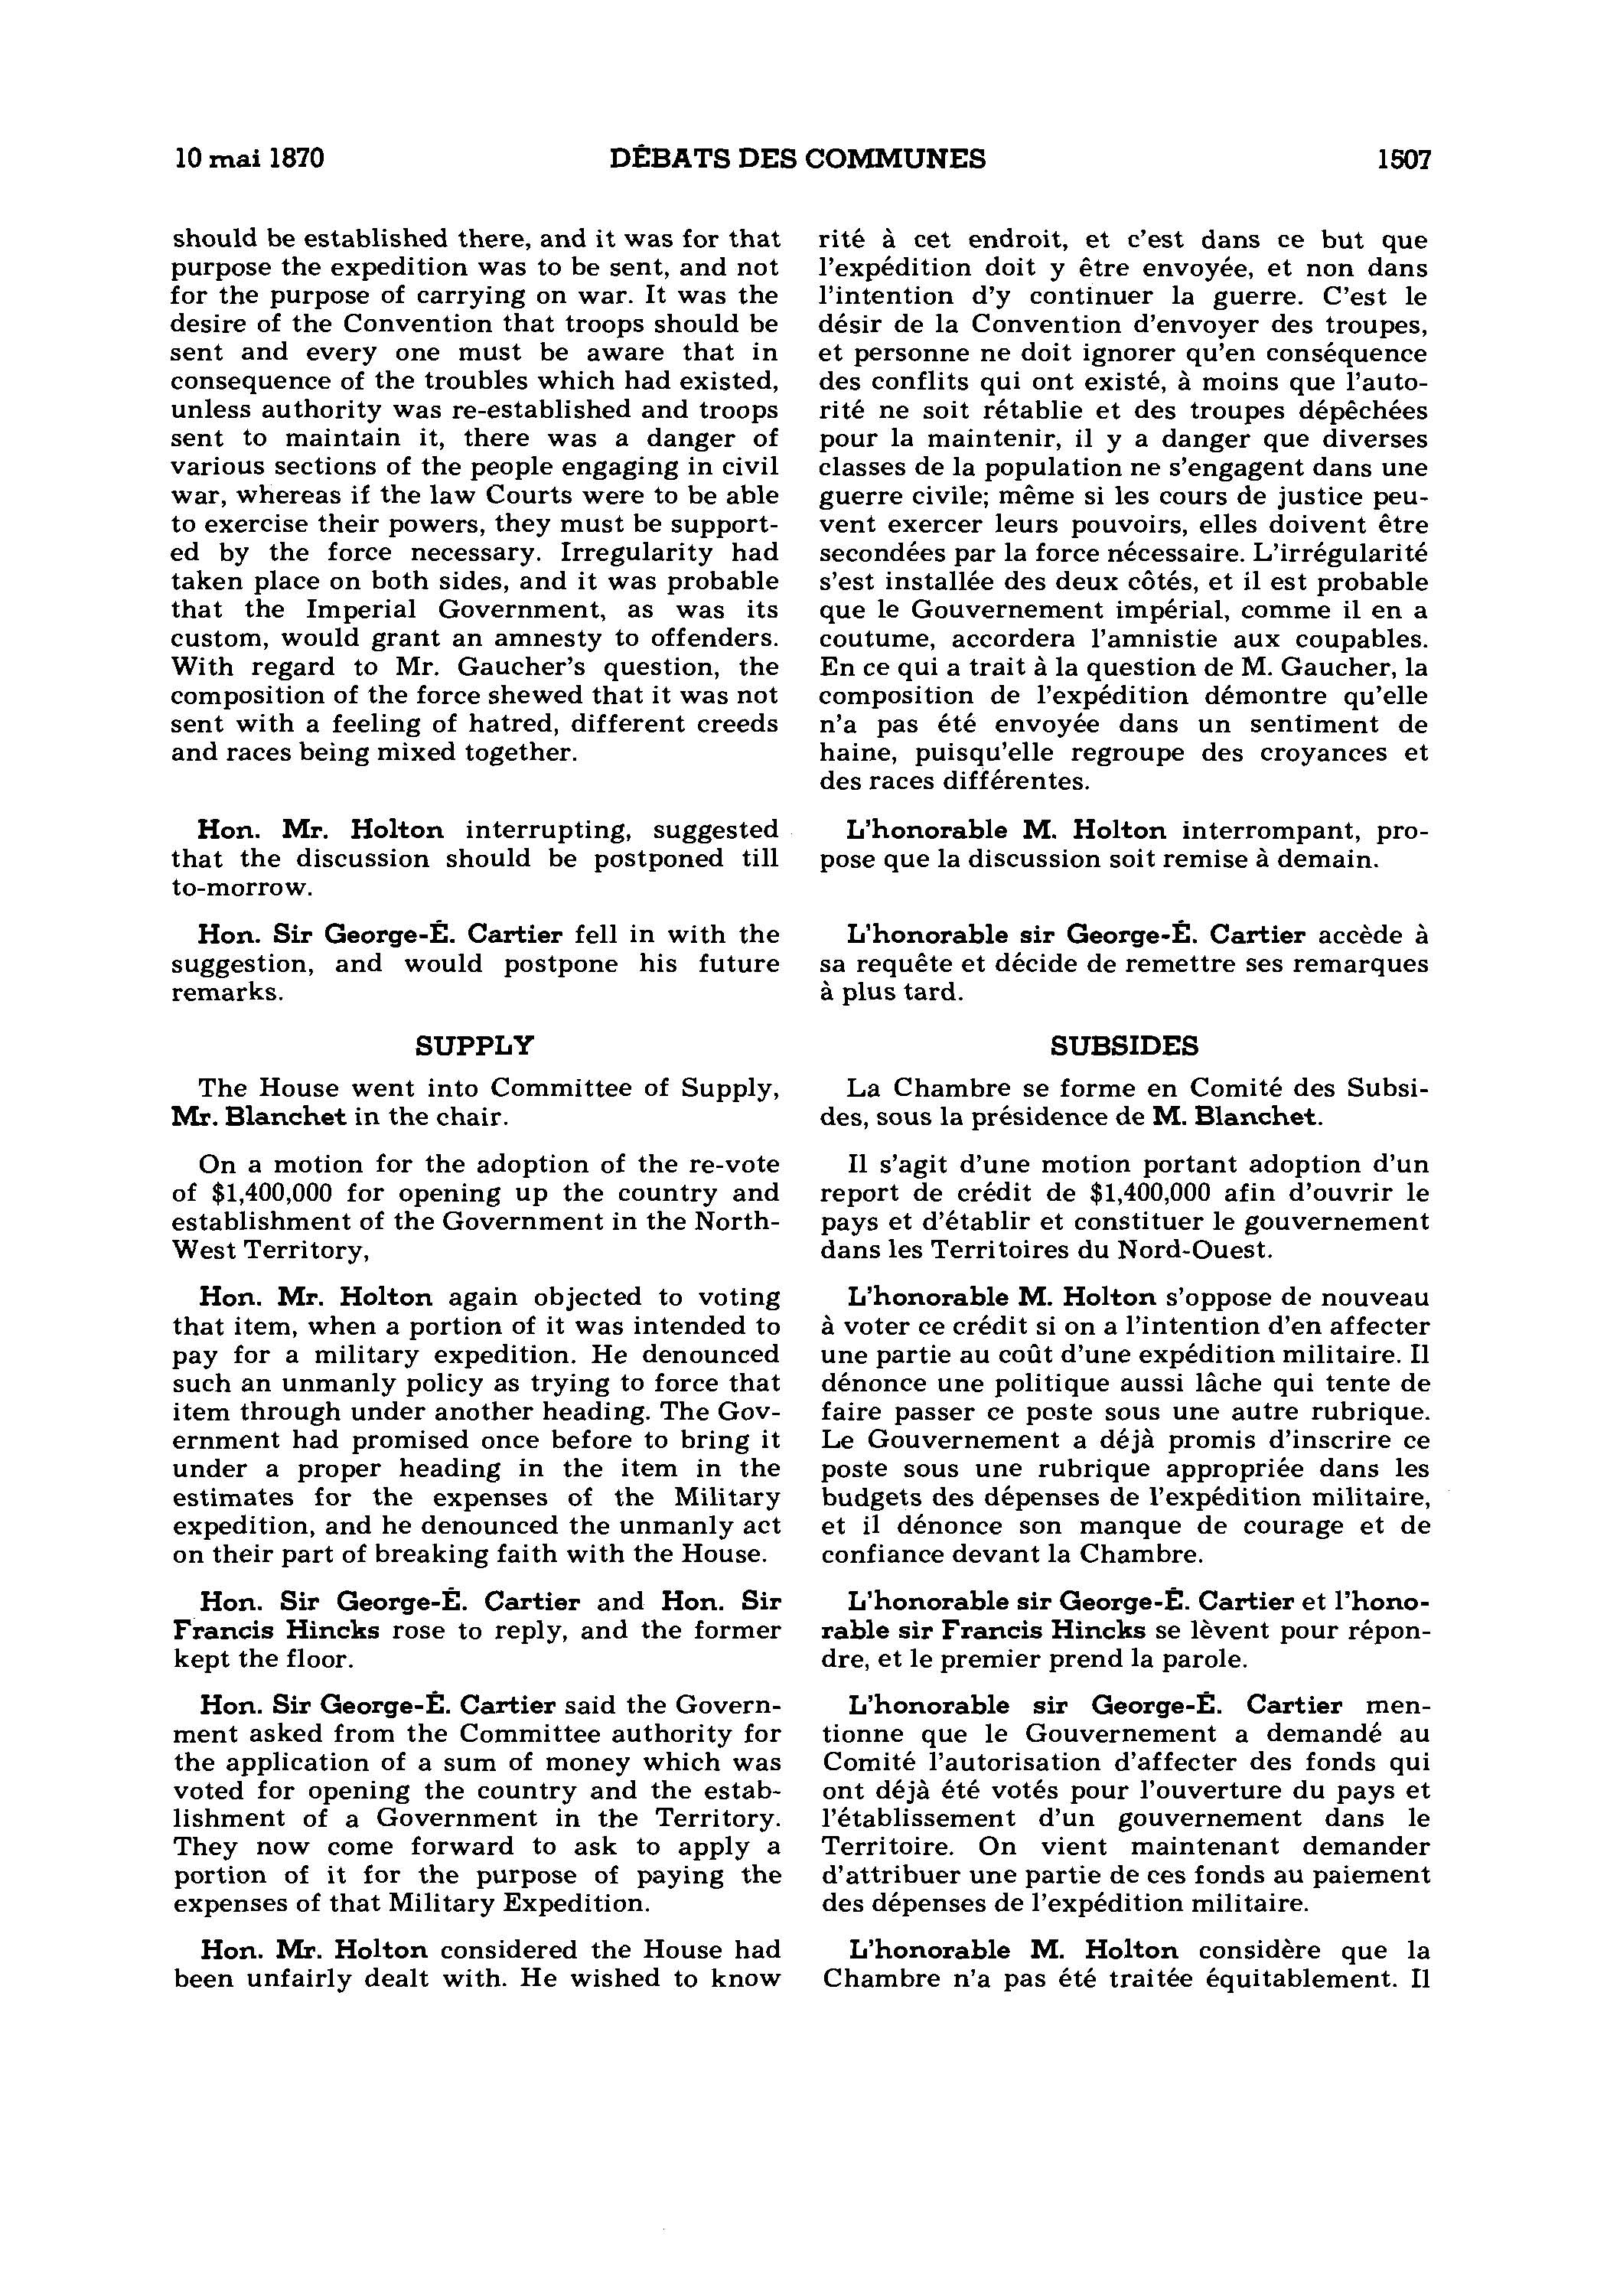 10 mai 1870 DÉBATS DES COMMUNES 1507
should be established there, and it was for that
purpose the expedition was to be sent, and not
for the purpose of carrying on war. It was the
desire of the Convention that troops should be
sent and every one must be aware that in
consequence of the troubles which had existed,
unless authority was re-established and troops
sent to maintain it, there was a danger of
various sections of the people engaging in civil
war, whereas if the law Courts were to be able
to exercise their powers, they must be support-
ed by the force necessary. Irregularity had
taken place on both sides, and it was probable
that the Imperial Government, as was its
custom, would grant an amnesty to offenders.
With regard to Mr. Gaucher's question, the
composition of the force shewed that it was not
sent with a feeling of hatred, different creeds
and races being mixed together.
Hon. Mr. Holton interrupting, suggested
that the discussion should be postponed till
to-morrow.
Hon. Sir George-É. Cartier fell in with the
suggestion, and would postpone his future
remarks.
SUPPLY
The House went into Committee of Supply,
Mr. Blanchet in the chair.
On a motion for the adoption of the re-vote
of $1,400,000 for opening up the country and
establishment of the Government in the North-
West Territory,
Hon. Mr. Holton again objected to voting
that item, when a portion of it was intended to
pay for a military expedition. He denounced
such an unmanly policy as trying to force that
item through under another heading. The Gov-
ernment had promised once before to bring it
under a proper heading in the item in the
estimates for the expenses of the Military
expedition, and he denounced the unmanly act
on their part of breaking faith with the House.
Hon. Sir George-É. Cartier and Hon. Sir
Francis Hincks rose to reply, and the former
kept the floor.
Hon. Sir George-É. Cartier said the Govern-
ment asked from the Committee authority for
the application of a sum of money which was
voted for opening the country and the estab-
lishment of a Government in the Territory.
They now come forward to ask to apply a
portion of it for the purpose of paying the
expenses of that Military Expedition.
Hon. Mr. Holton considered the House had
been unfairly dealt with. He wished to know
rité à cet endroit, et c'est dans ce but que
l'expédition doit y être envoyée, et non dans
l'intention d'y continuer la guerre. C'est le
désir de la Convention d'envoyer des troupes,
et personne ne doit ignorer qu'en conséquence
des conflits qui ont existé, à moins que l'auto-
rité ne soit rétablie et des troupes dépêchées
pour la maintenir, il y a danger que diverses
classes de la population ne s'engagent dans une
guerre civile; même si les cours de justice peu-
vent exercer leurs pouvoirs, elles doivent être
secondées par la force nécessaire. L'irrégularité
s'est installée des deux côtés, et il est probable
que le Gouvernement impérial, comme il en a
coutume, accordera l'amnistie aux coupables.
En ce qui a trait à la question de M. Gaucher, la
composition de l'expédition démontre qu'elle
n'a pas été envoyée dans un sentiment de
haine, puisqu'elle regroupe des croyances et
des races différentes.
L'honorable M. Holton interrompant, pro-
pose que la discussion soit remise à demain.
L'honorable sir George-É. Cartier accède à
sa requête et décide de remettre ses remarques
à plus tard.
SUBSIDES
La Chambre se forme en Comité des Subsi-
des, sous la présidence de M. Blanchet.
Il s'agit d'une motion portant adoption d'un
report de crédit de $1,400,000 afin d'ouvrir le
pays et d'établir et constituer le gouvernement
dans les Territoires du Nord-Ouest.
L'honorable M. Holton s'oppose de nouveau
à voter ce crédit si on a l'intention d'en affecter
une partie au coût d'une expédition militaire. Il
dénonce une politique aussi lâche qui tente de
faire passer ce poste sous une autre rubrique.
Le Gouvernement a déjà promis d'inscrire ce
poste sous une rubrique appropriée dans les
budgets des dépenses de l'expédition militaire,
et il dénonce son manque de courage et de
confiance devant la Chambre.
L'honorable sir George-É. Cartier et l'hono-
rable sir Francis Hincks se lèvent pour répon-
dre, et le premier prend la parole.
L'honorable sir George-É. Cartier men-
tionne que le Gouvernement a demandé au
Comité l'autorisation d'affecter des fonds qui
ont déjà été votés pour l'ouverture du pays et
l'établissement d'un gouvernement dans le
Territoire. On vient maintenant demander
d'attribuer une partie de ces fonds au paiement
des dépenses de l'expédition militaire.
L'honorable M. Holton considère que la
Chambre n'a pas été traitée équitablement. Il